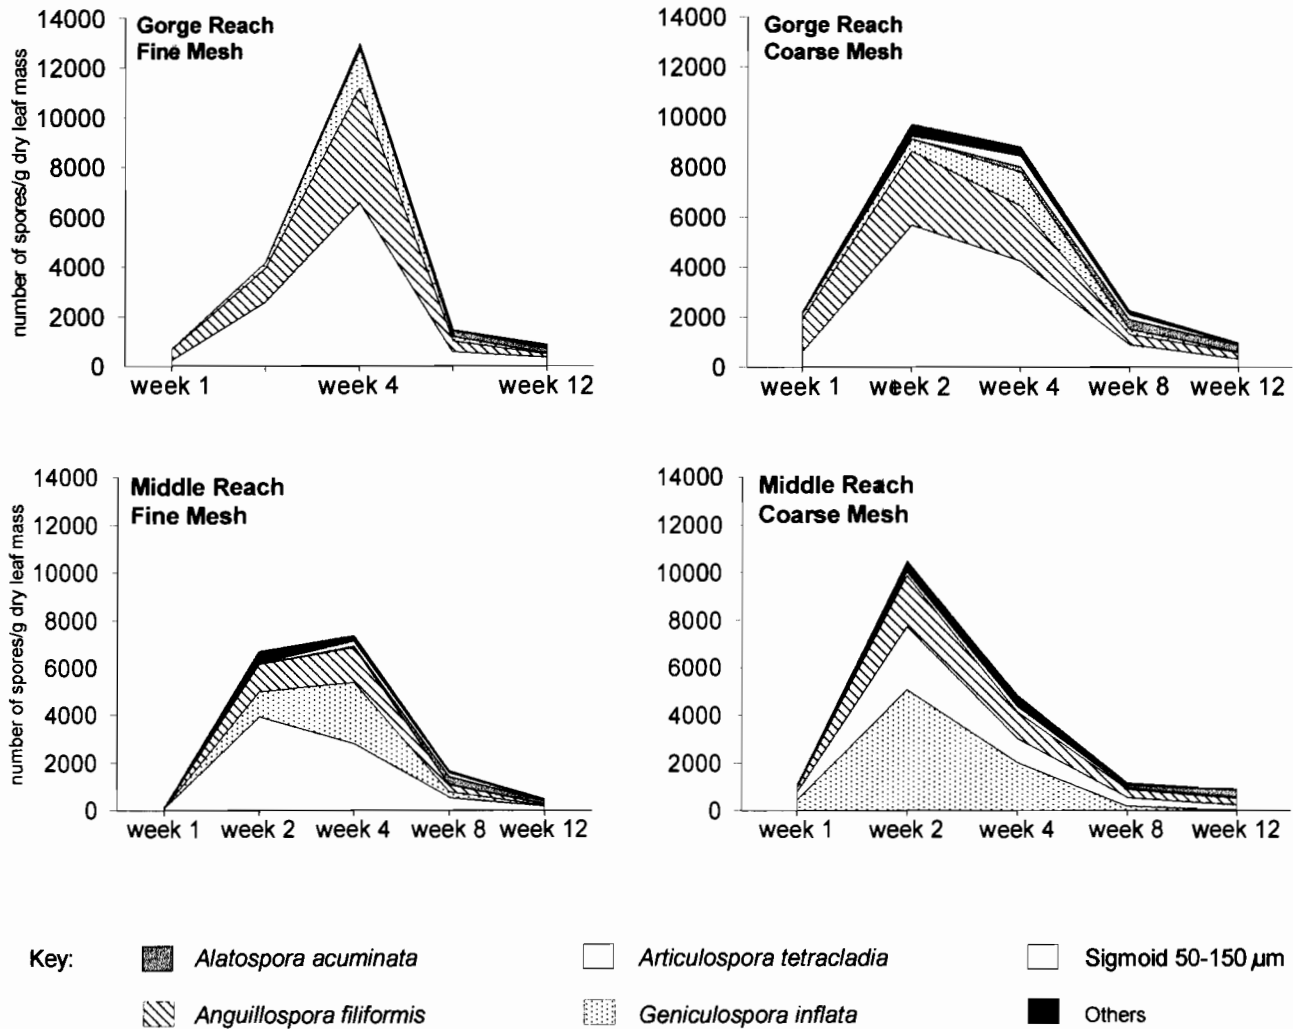 Gorge Reach
Fine Mesh
number of spores/g dry leaf mass
14000
12000
10000
8000
6000
4000
2000
0
week 1
week 4
week 12
Gorge Reach
Coarse Mesh
14000
12000
10000
8000
6000
4000
2000
0
week 1
week 2
week 4
week 8
week 12
Middle Reach
Fine Mesh
number of spores/g dry leaf mass
14000
12000
10000
8000
6000
4000
2000
0
week 1
week 2
week 4
week 8
week 12
Middle Reach
Coarse Mesh
14000
12000
10000
8000
6000
4000
2000
0
week 1
week 2
week 4
week 8
week 12
Key:
Alatospora acuminata
Articulospora tetracladia
Sigmoid 50-150 µm
Anguillospora filiformis
Geniculospora inflata
Others